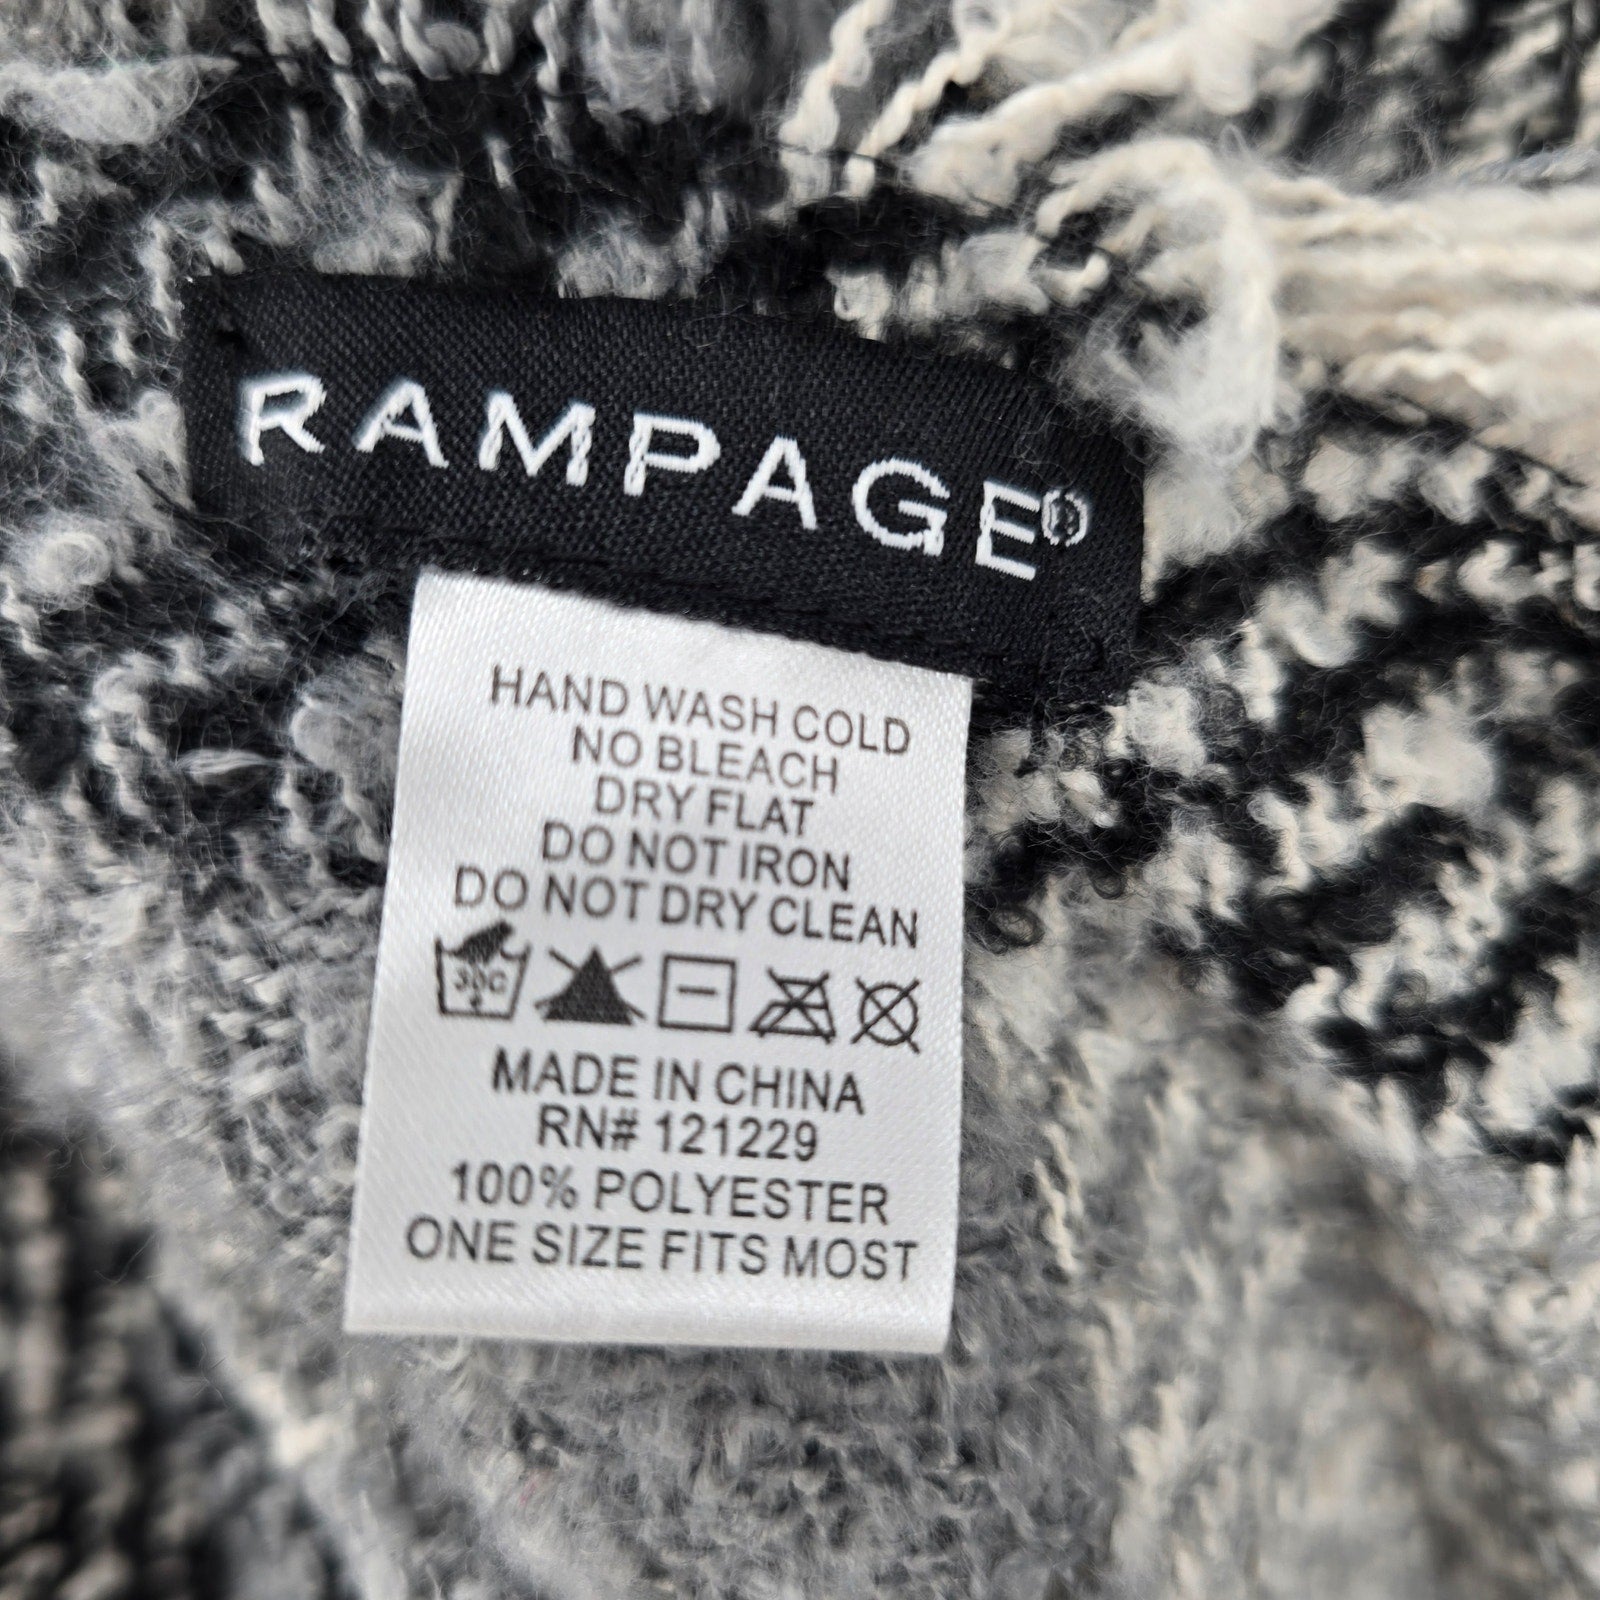 RAMPAGE®
HAND WASH COLD
NO BLEACH
DRY FLAT
DO NOT IRON
DO NOT DRY CLEAN
30C
MADE IN CHINA
RN# 121229
100% POLYESTER
ONE SIZE FITS MOST